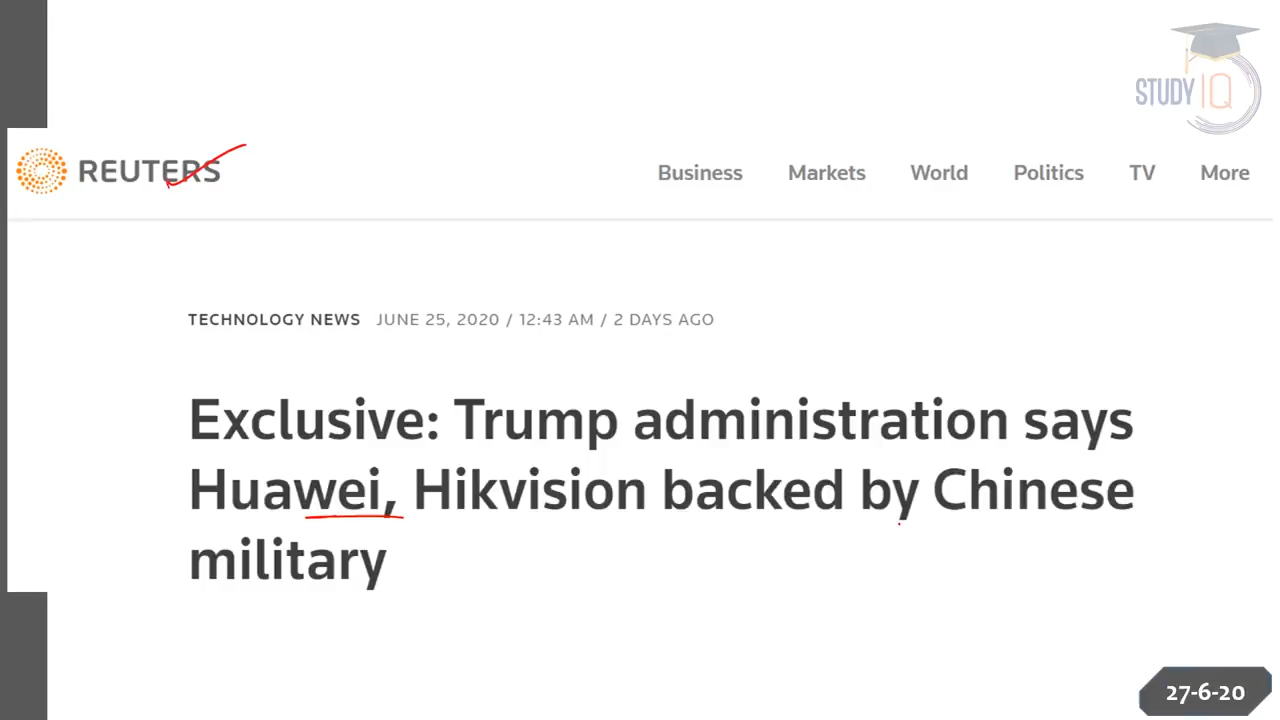 STUDY IQ
REUTERS
Business Markets World Politics TV More
TECHNOLOGY NEWS JUNE 25, 2020 / 12:43 AM / 2 DAYS AGO
Exclusive: Trump administration says
Huawei, Hikvision backed by Chinese
military
27-6-20